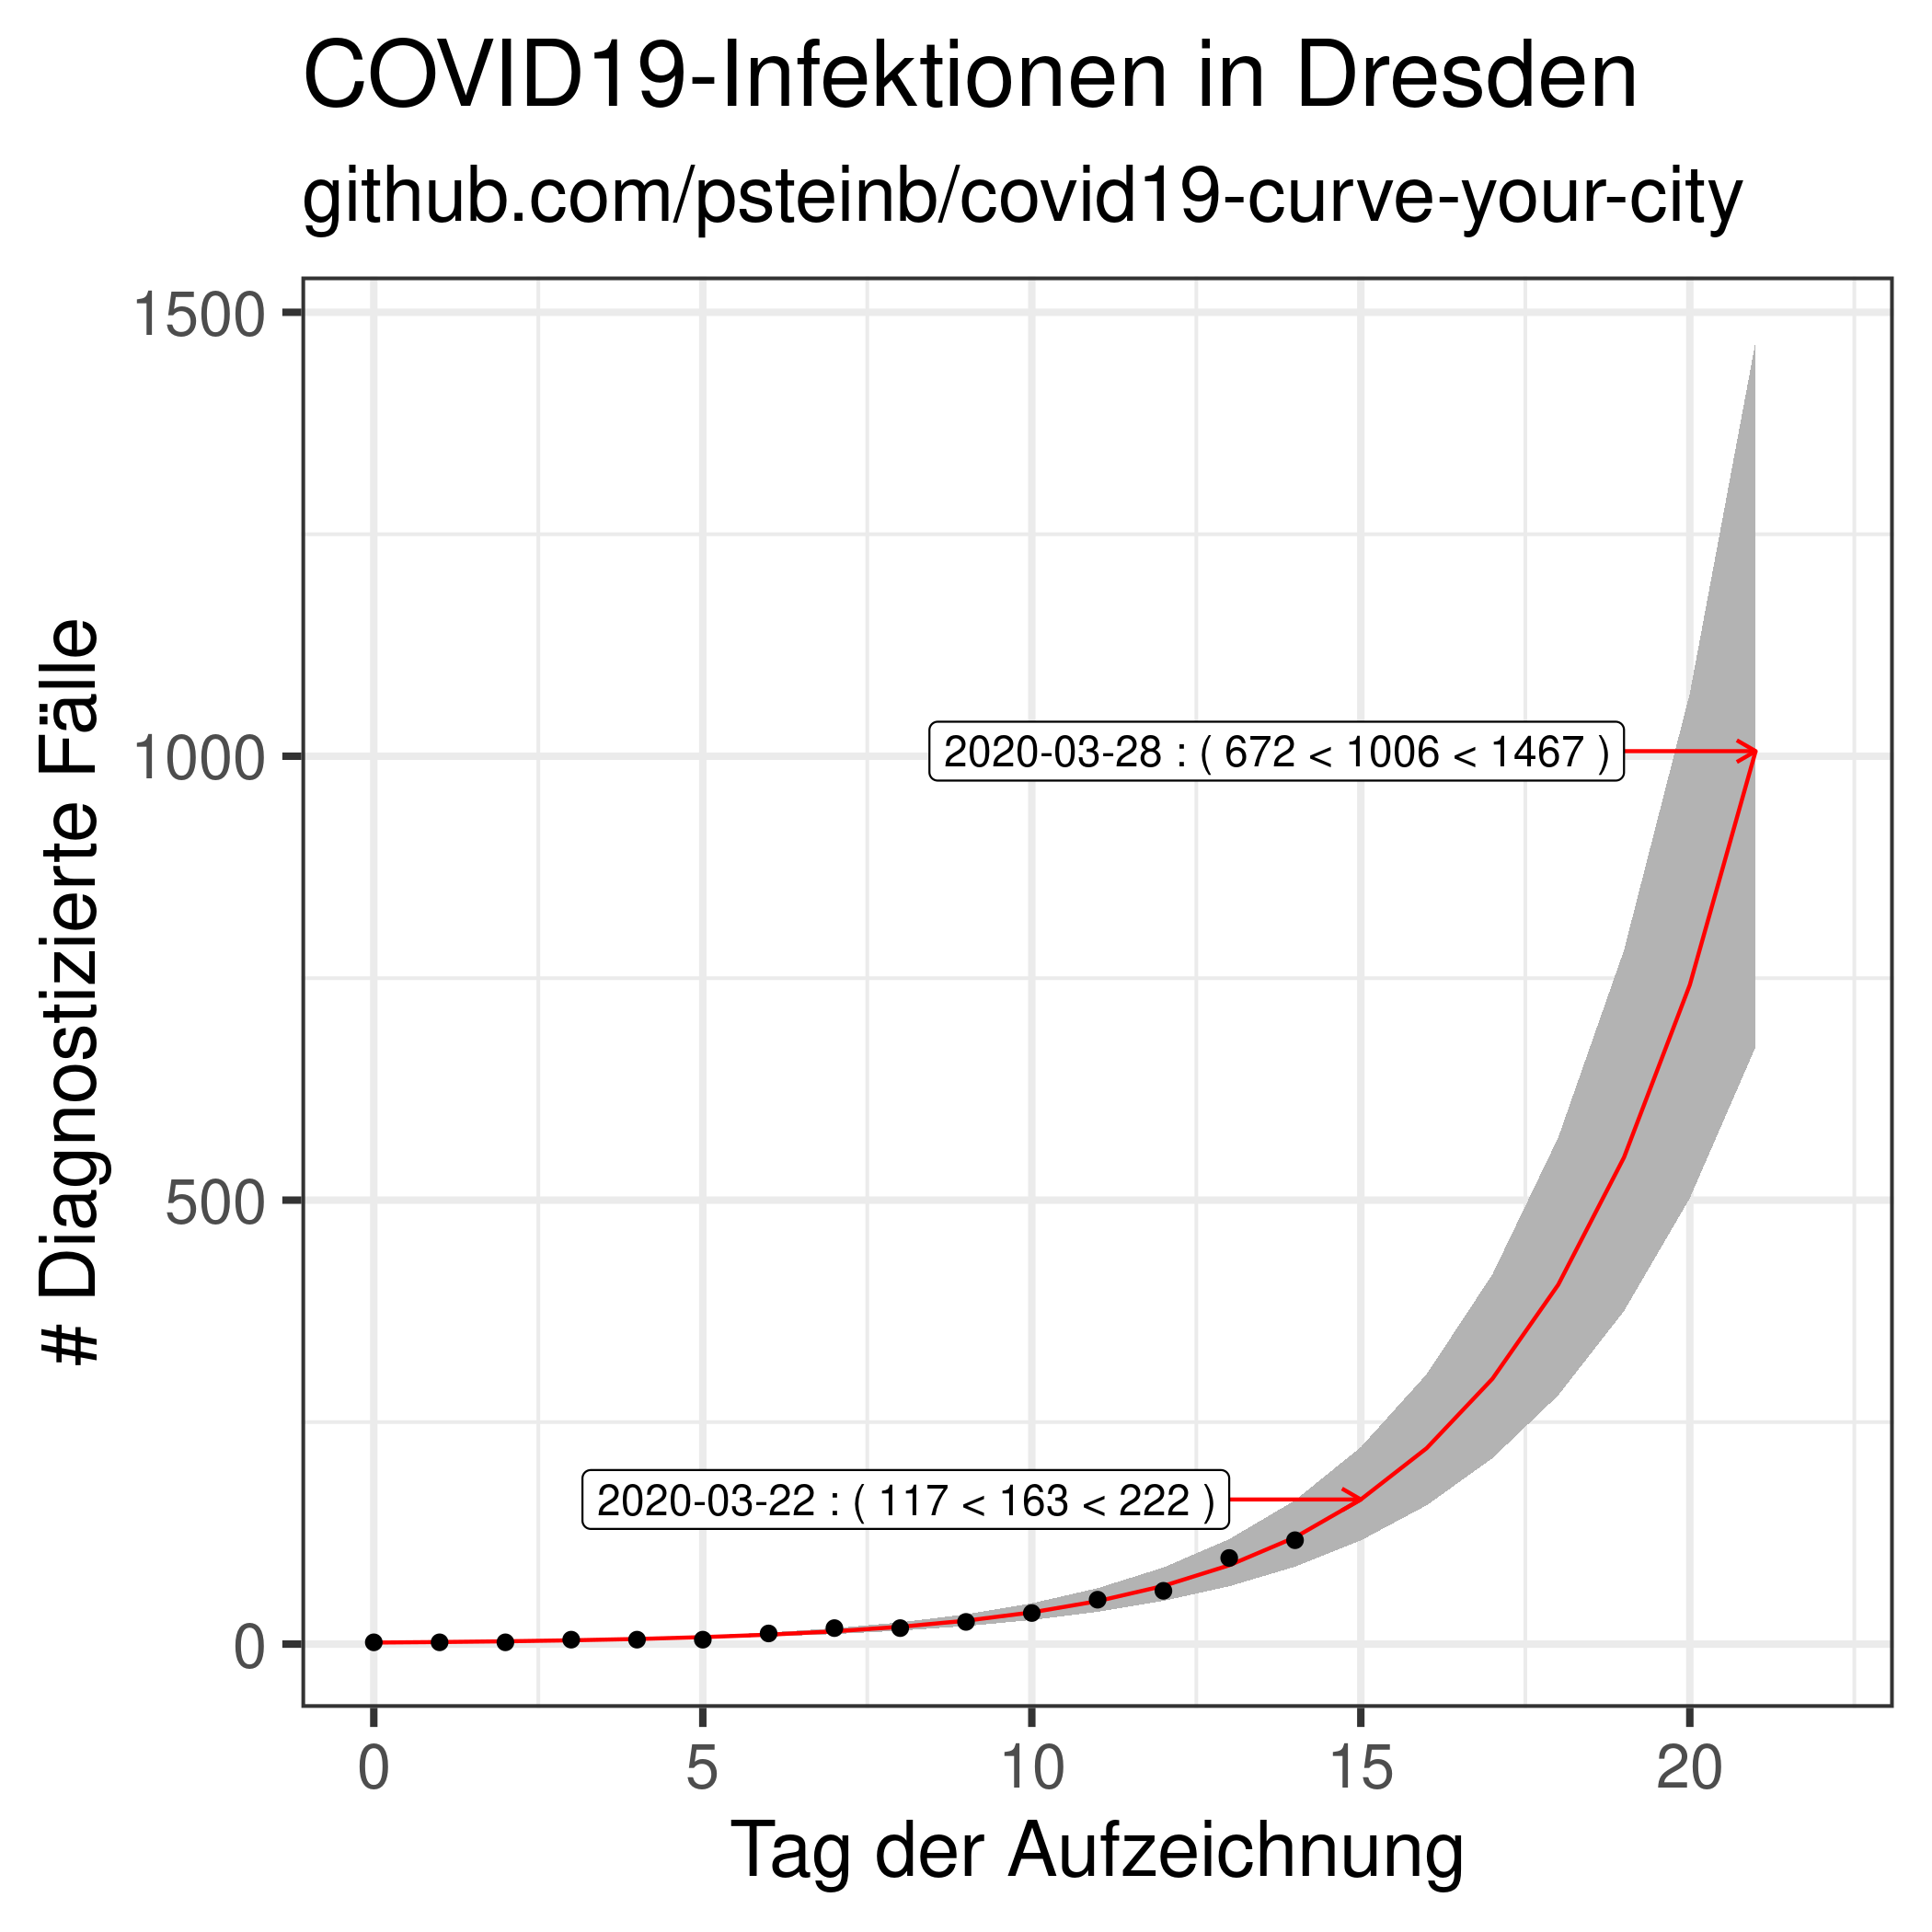 COVID19-Infektionen in Dresden
github.com/psteinb/covid19-curve-your-city
# Diagnostizierte Fälle
1500
1000
500
0
2020-03-28 : ( 672 < 1006 < 1467 )
2020-03-22 : ( 117 < 163 < 222 )
0 5 10 15 20
Tag der Aufzeichnung